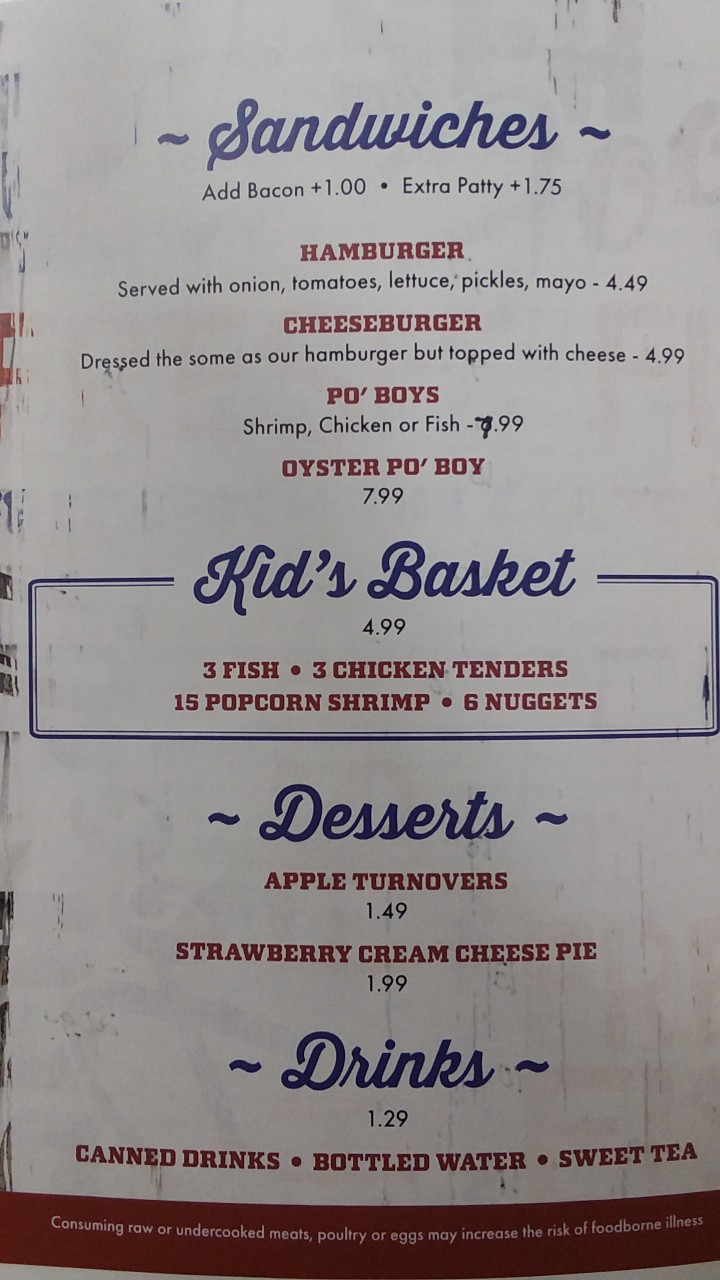 ~ Sandwiches ~
Add Bacon +1.00 • Extra Patty +1.75
HAMBURGER
Served with onion, tomatoes, lettuce, pickles, mayo - 4.49
CHEESEBURGER
Dressed the some as our hamburger but topped with cheese - 4.99
PO' BOYS
Shrimp, Chicken or Fish - 7.99
OYSTER PO' BOY
7.99
Kid's Basket
4.99
3 FISH • 3 CHICKEN TENDERS
15 POPCORN SHRIMP • 6 NUGGETS
~ Desserts ~
APPLE TURNOVERS
1.49
STRAWBERRY CREAM CHEESE PIE
1.99
~ Drinks ~
1.29
CANNED DRINKS • BOTTLED WATER • SWEET TEA
Consuming raw or undercooked meats, poultry or eggs may increase the risk of foodborne illness